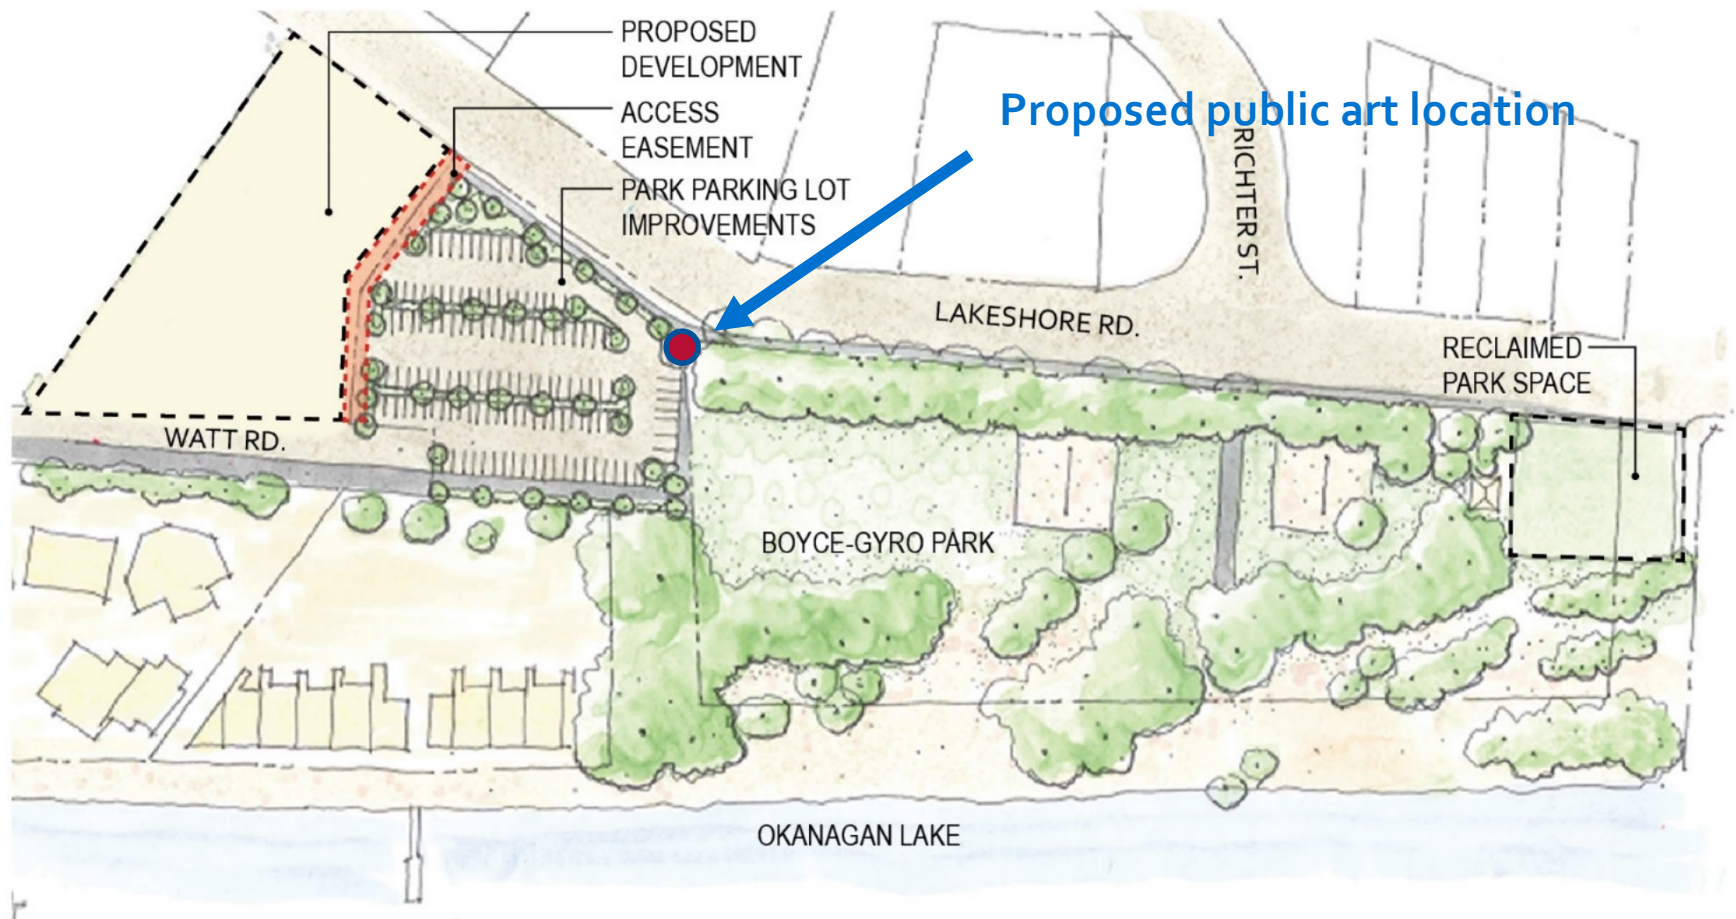 PROPOSED
DEVELOPMENT
ACCESS
EASEMENT
PARK PARKING LOT
IMPROVEMENTS
Proposed public art location
RICHTER ST.
LAKESHORE RD.
RECLAIMED
PARK SPACE
WATT RD.
BOYCE-GYRO PARK
OKANAGAN LAKE